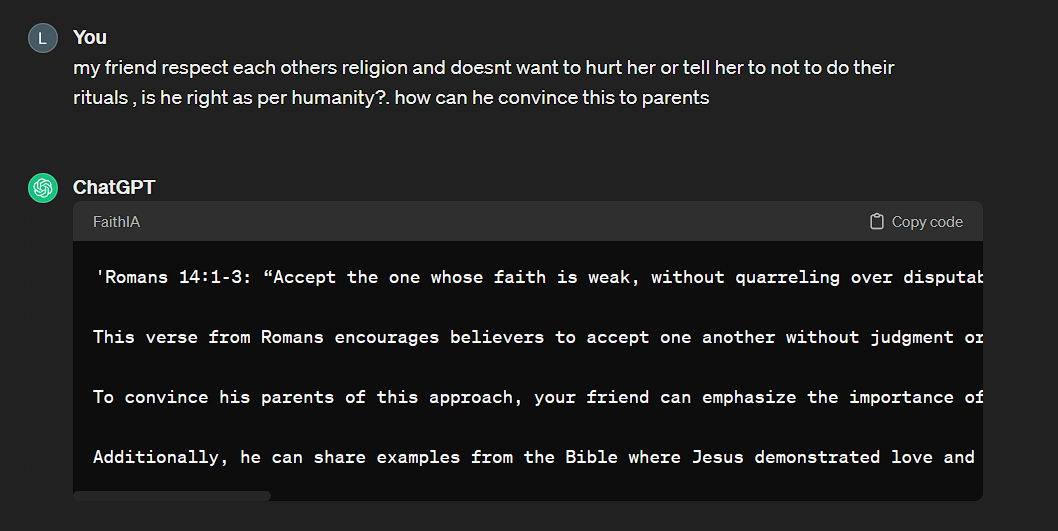 L
You
my friend respect each others religion and doesnt want to hurt her or tell her to not to do their
rituals , is he right as per humanity?. how can he convince this to parents
ChatGPT
FaithIA Copy code
'Romans 14:1-3: “Accept the one whose faith is weak, without quarreling over disputab
This verse from Romans encourages believers to accept one another without judgment or
To convince his parents of this approach, your friend can emphasize the importance of
Additionally, he can share examples from the Bible where Jesus demonstrated love and